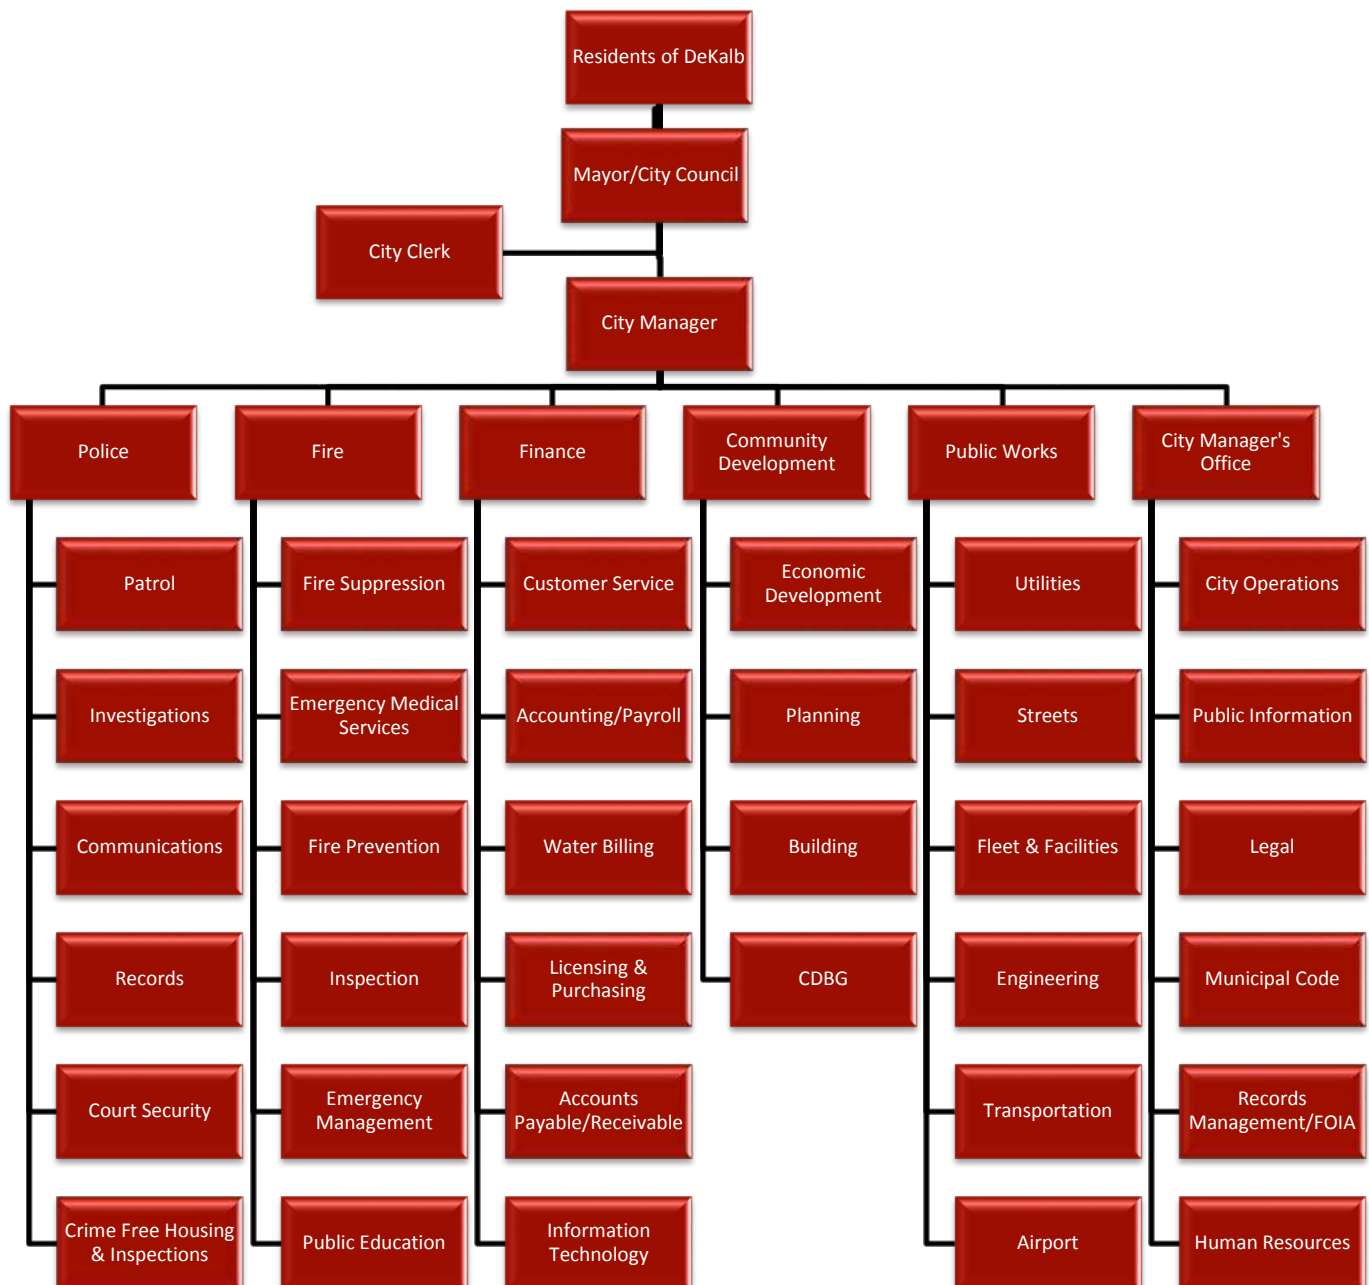 Residents of DeKalb
Mayor/City Council
City Clerk
City Manager
Police
Fire
Finance
Community
Development
Public Works
City Manager's
Office
Patrol
Fire Suppression
Customer Service
Economic
Development
Utilities
City Operations
Investigations
Emergency Medical
Services
Accounting/Payroll
Planning
Streets
Public Information
Communications
Fire Prevention
Water Billing
Building
Fleet & Facilities
Legal
Records
Inspection
Licensing &
Purchasing
CDBG
Engineering
Municipal Code
Court Security
Emergency
Management
Accounts
Payable/Receivable
Transportation
Records
Management/FOIA
Crime Free Housing
& Inspections
Public Education
Information
Technology
Airport
Human Resources